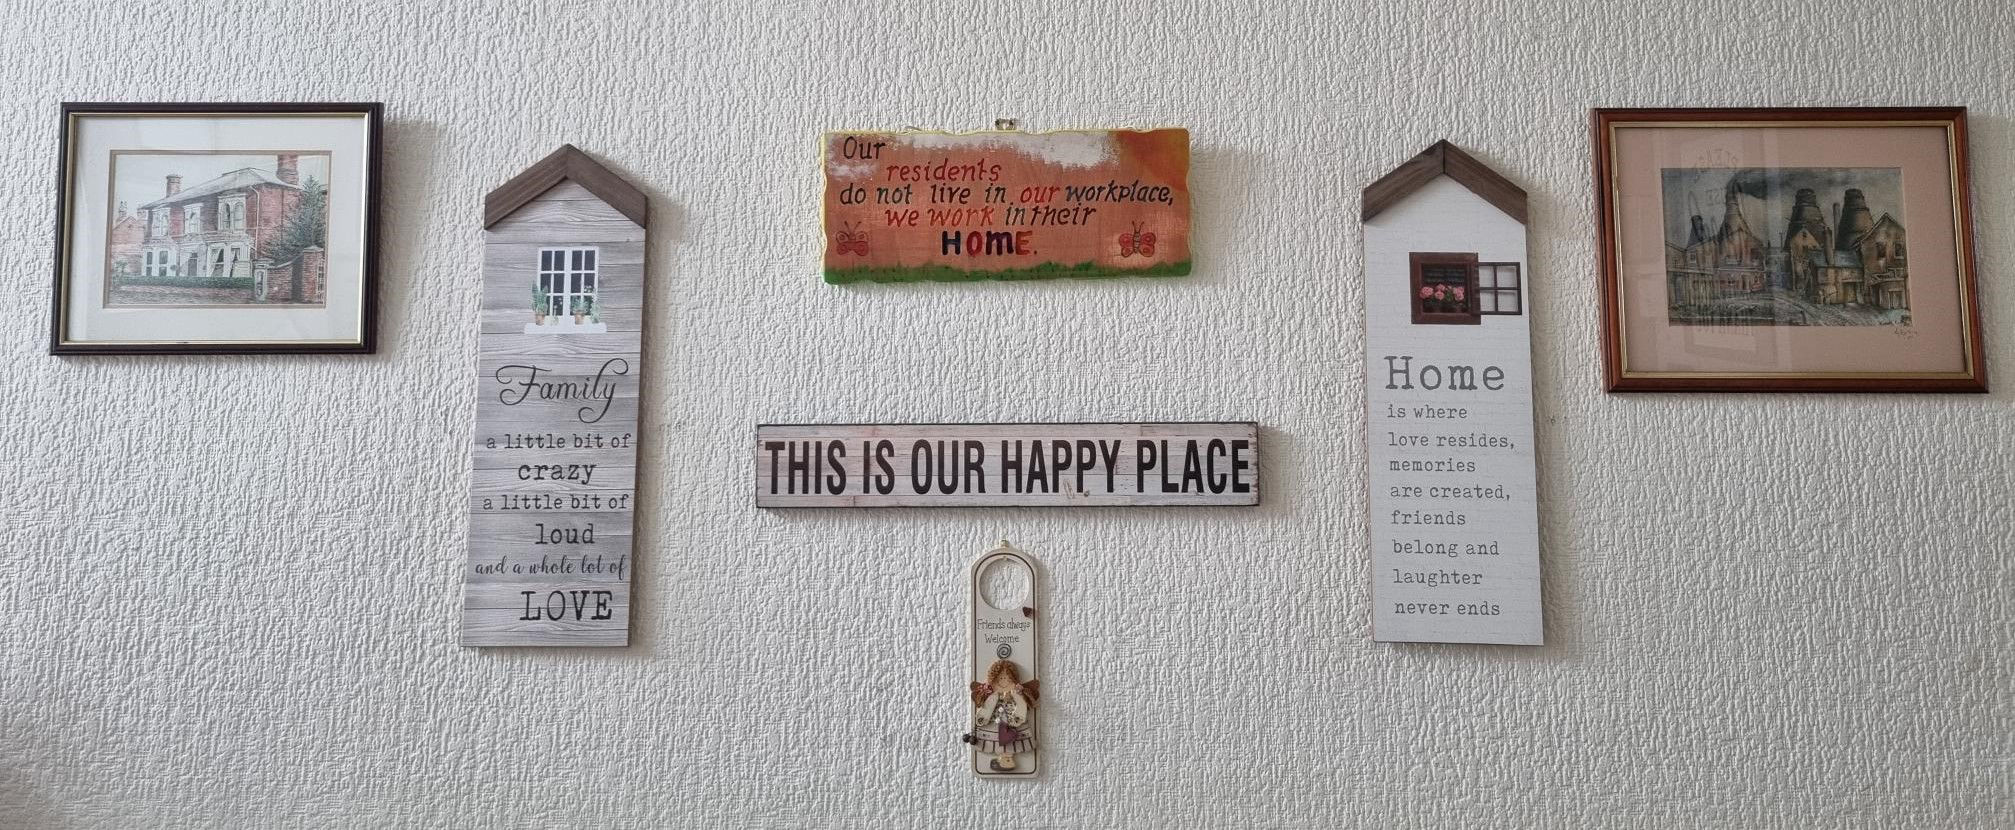 Family
a little bit of
crazy
a little bit of
loud
and a whole lot of
LOVE
Our
residents
do not live in our workplace,
we work in their
HOME.
THIS IS OUR HAPPY PLACE
Friends always
Welcome
Home
is where
love resides,
memories
are created,
friends
belong and
laughter
never ends